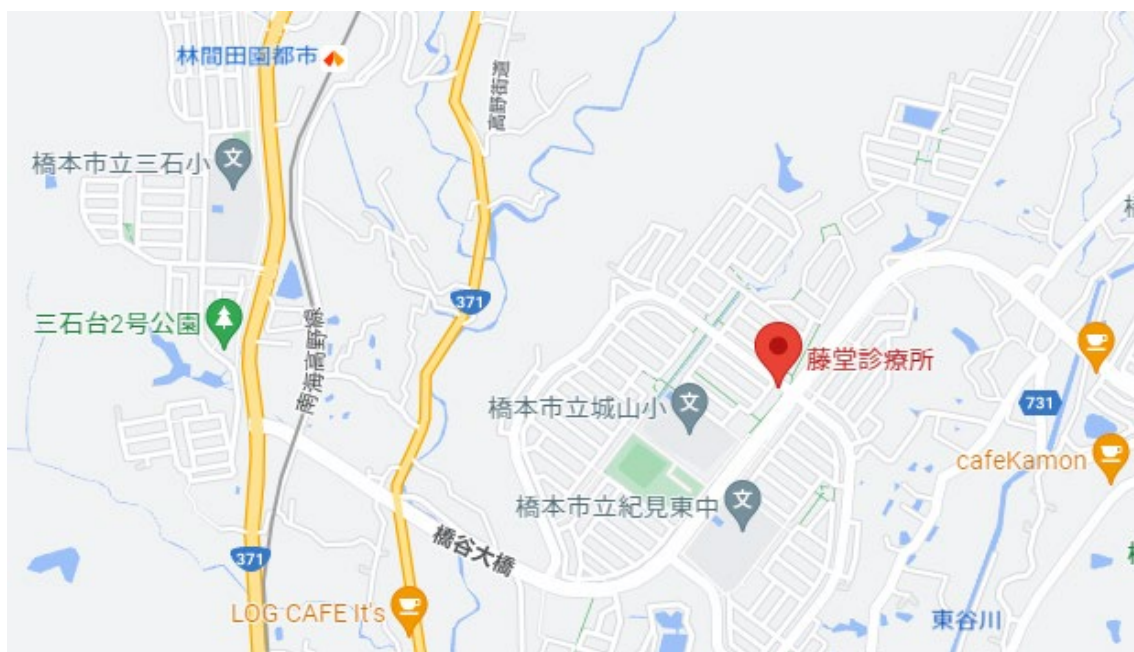 林間田園都市
高野街道
橋本市立三石小
371
三石台2号公園
南海高野線
藤堂診療所
橋本市立城山小
731
cafeKamon
橋本市立紀見東中
橋谷大橋
371
LOG CAFE It's
東谷川